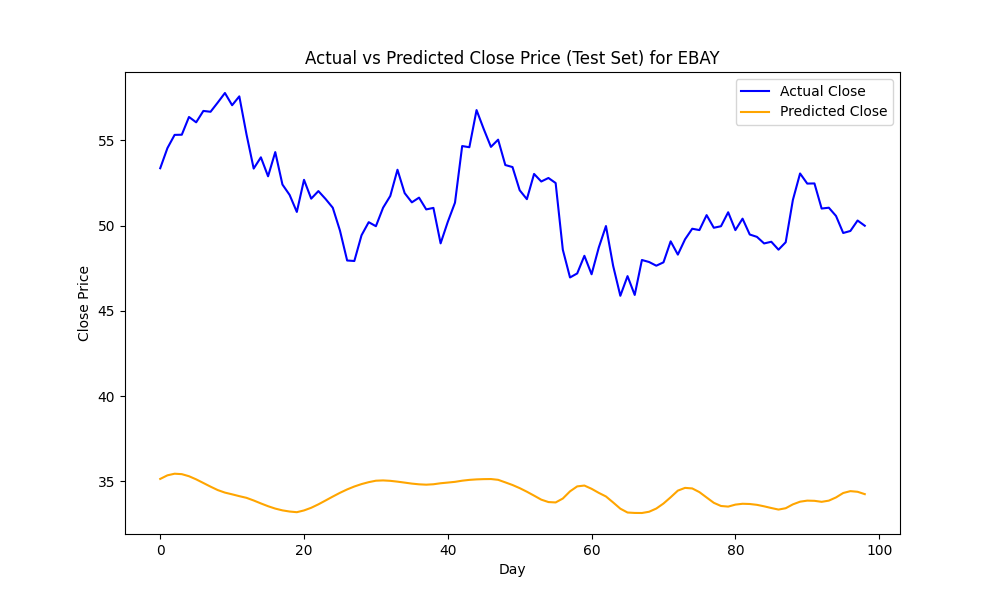 Actual vs Predicted Close Price (Test Set) for EBAY
Actual Close
Predicted Close
Close Price
55
50
45
40
35
0 20 40 60 80 100
Day